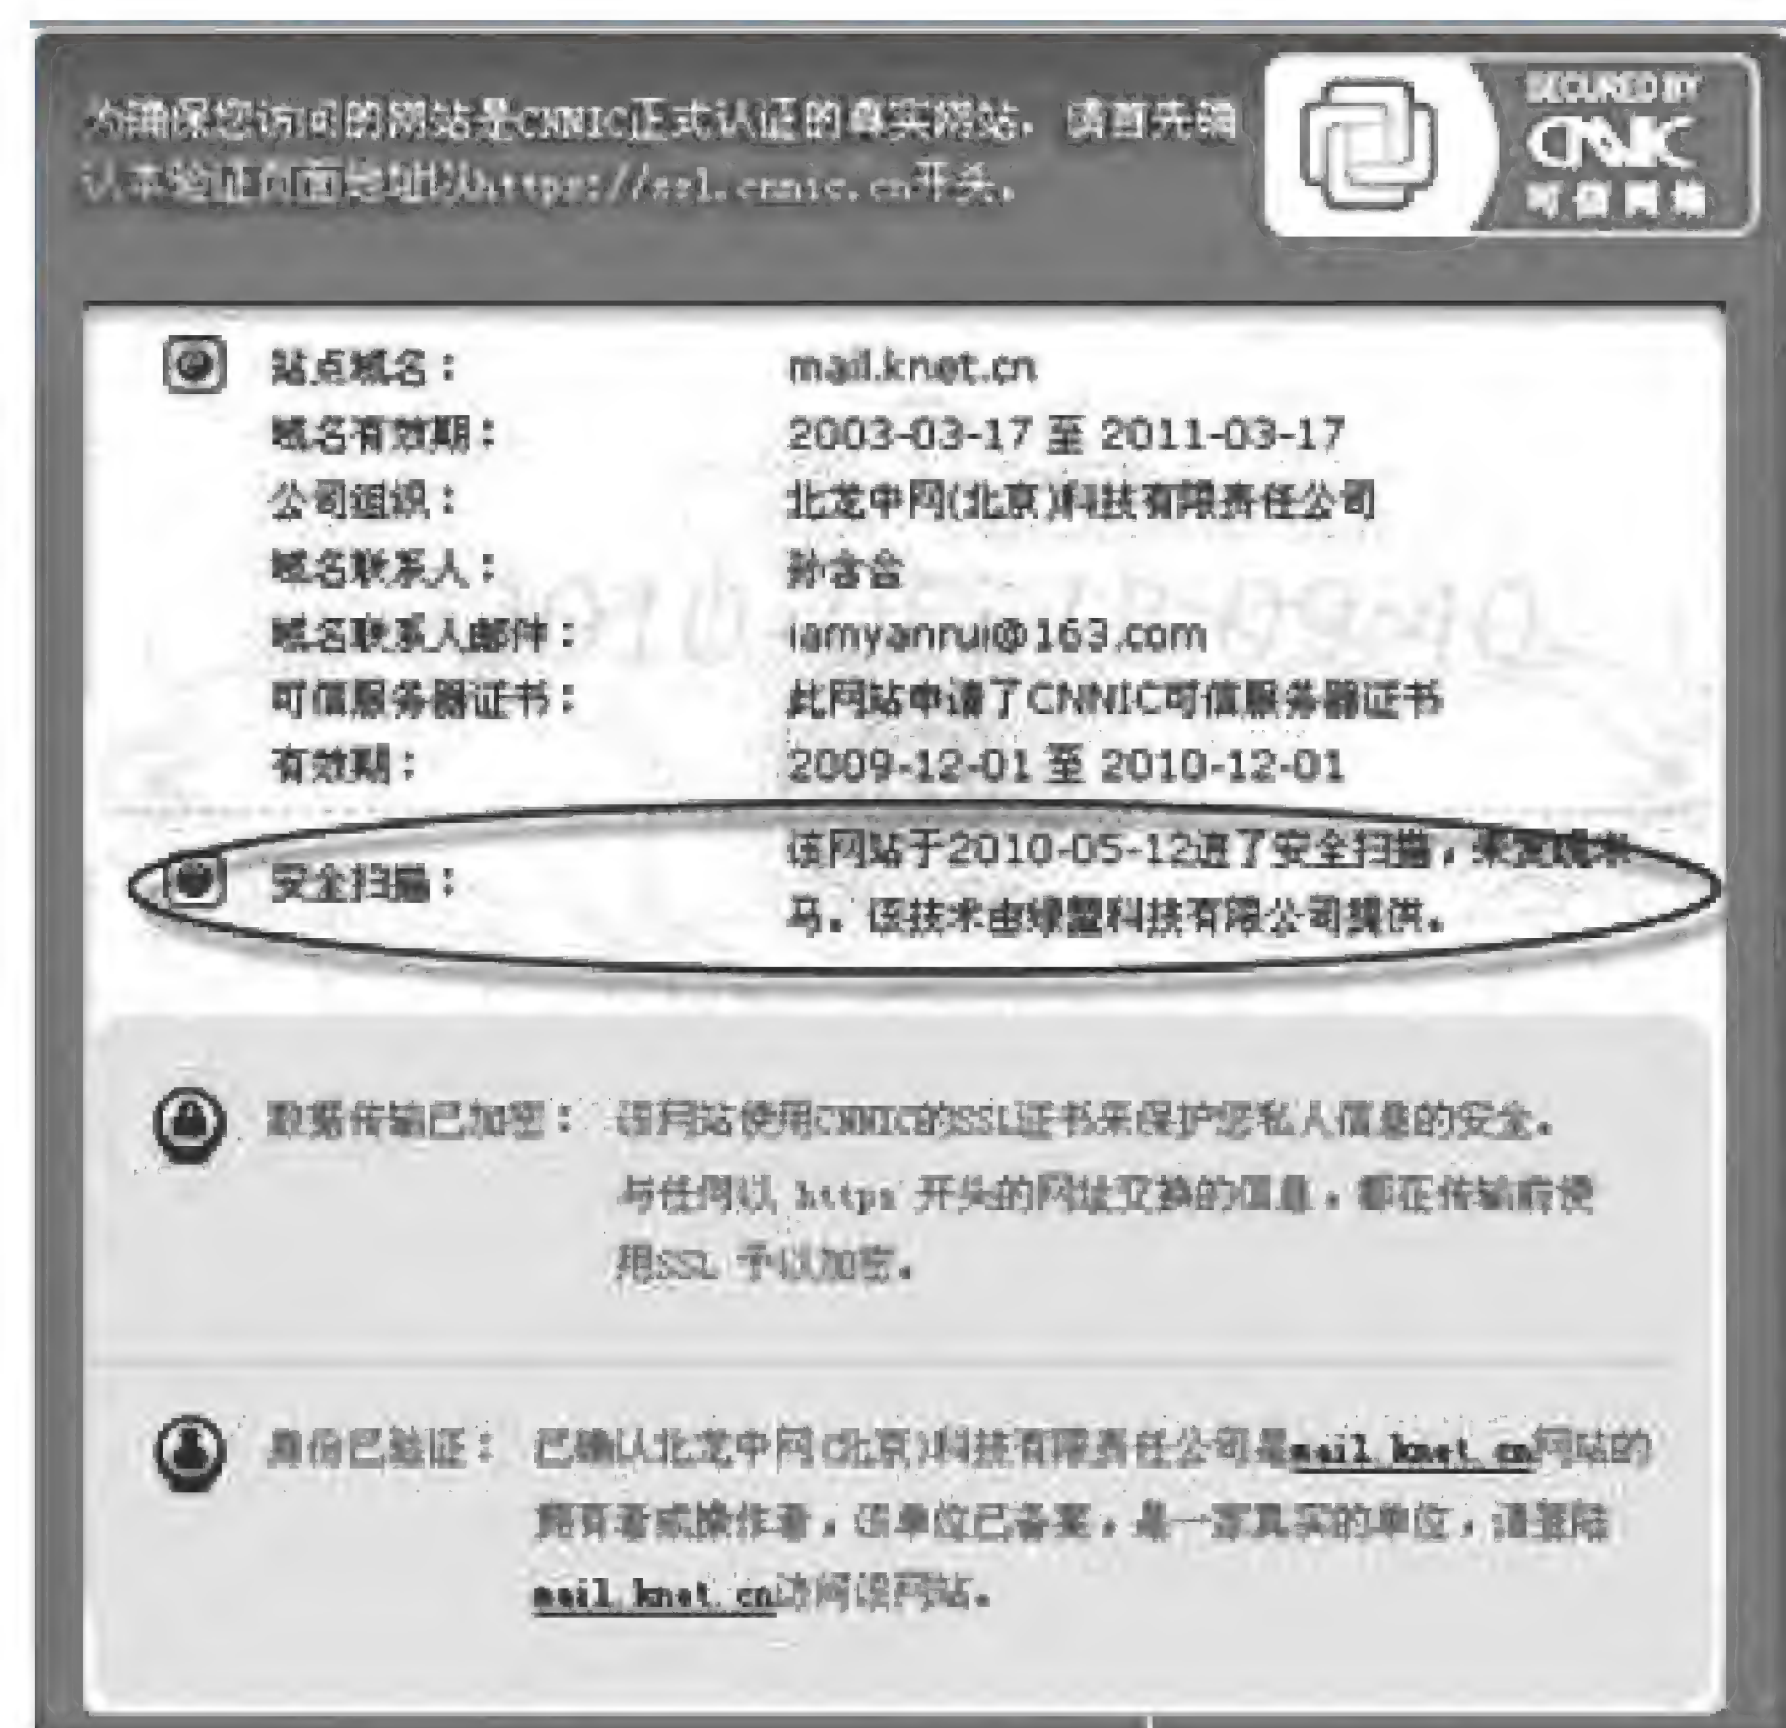 为确保您访问的网站是CNNIC正式认证的真实网站，请首先确
认本验证页面地址以https://ssl.cnnic.cn开头。
SECURED BY
CNNIC
可信网络
站点域名：
mail.knet.cn
域名有效期：
2003-03-17 至 2011-03-17
公司组织：
北龙中网(北京)科技有限责任公司
域名联系人：
域名联系人邮件：
iamyanrui@163.com
可信服务器证书：
此网站申请了CNNIC可信服务器证书
有效期：
2009-12-01 至 2010-12-01
安全扫描：
该网站于2010-05-12进了安全扫描，未发现木
马。该技术由绿盟科技有限公司提供。
数据传输已加密：
该网站使用CNNIC的SSL证书来保护您私人信息的安全。
与任何以 https 开头的网址交换的信息，都在传输前使
用SSL 予以加密。
身份已验证：
已确认北龙中网(北京)科技有限责任公司是mail.knet.cn网站的
拥有者或操作者，该单位已备案，是一家真实的单位，请登陆
mail.knet.cn访问该网站。